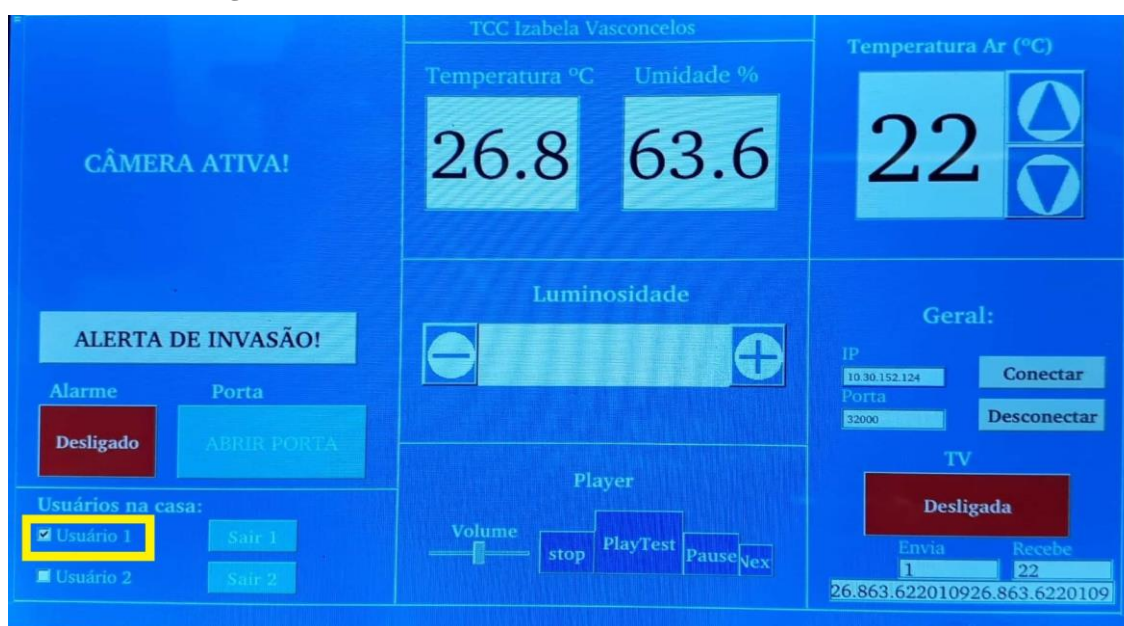 TCC Izabela Vasconcelos
CÂMERA ATIVA!
ALERTA DE INVASÃO!
Alarme
Porta
Desligado
ABRIR PORTA
Usuários na casa:
Usuário 1
Sair 1
Usuário 2
Sair 2
Temperatura ºC
Umidade %
26.8
63.6
Luminosidade
Player
Volume
stop
PlayTest
Pause
Nex
Temperatura Ar (ºC)
22
Geral:
IP
10.30.152.124
Conectar
Porta
32000
Desconectar
TV
Desligada
Envia
Recebe
1
22
26.863.622010926.863.6220109